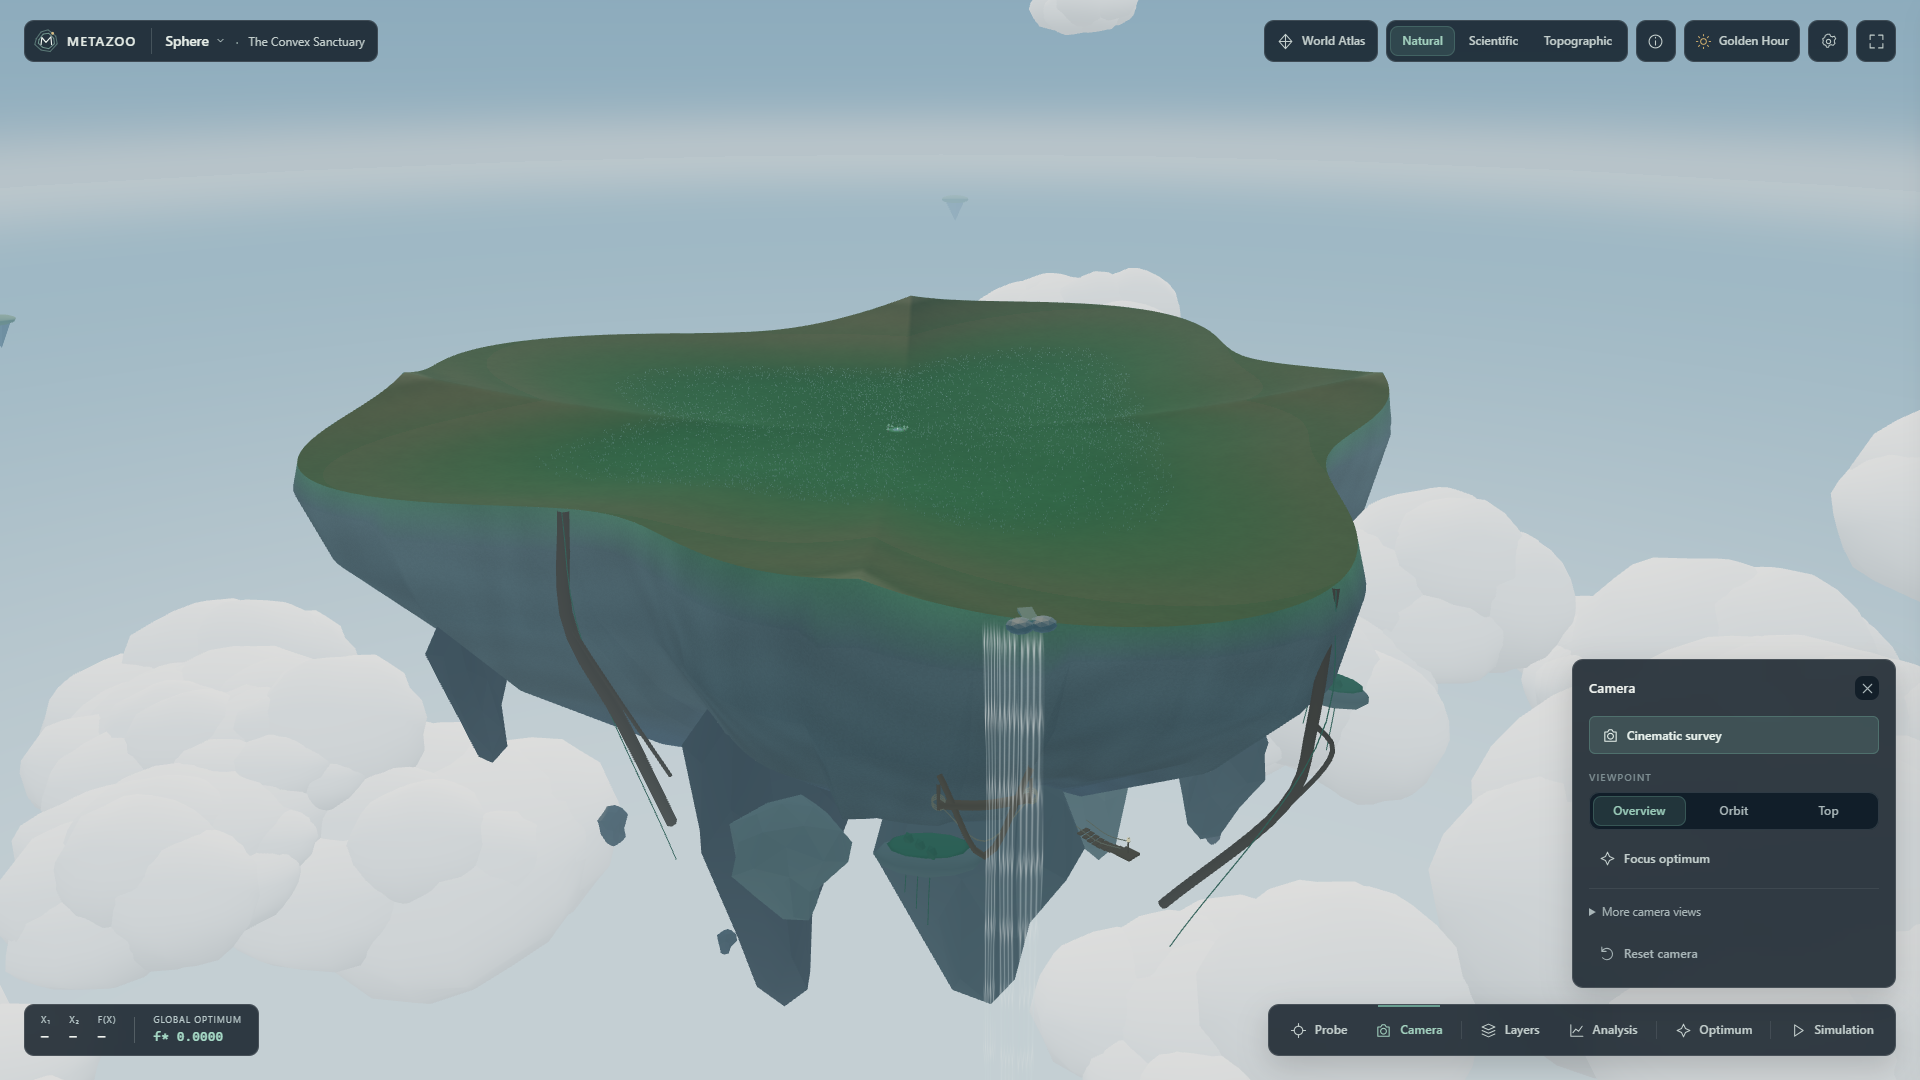 METAZOO
Sphere · The Convex Sanctuary
World Atlas
Natural
Scientific
Topographic
Golden Hour
Camera
Cinematic survey
VIEWPOINT
Overview
Orbit
Top
Focus optimum
More camera views
Reset camera
X₁ X₂ F(X)
– – –
GLOBAL OPTIMUM
f* 0.0000
Probe
Camera
Layers
Analysis
Optimum
Simulation